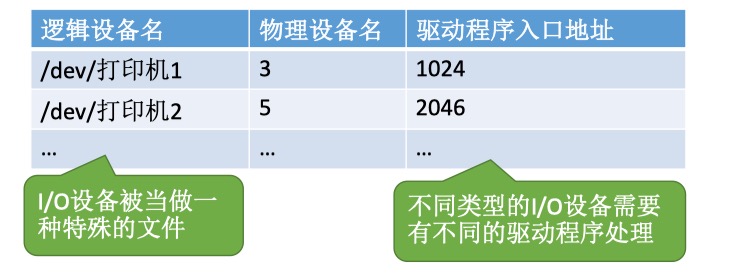 逻辑设备名 物理设备名 驱动程序入口地址
/dev/打印机1 3 1024
/dev/打印机2 5 2046
... ... ...
I/O设备被当做一
种特殊的文件
不同类型的I/O设备需要
有不同的驱动程序处理